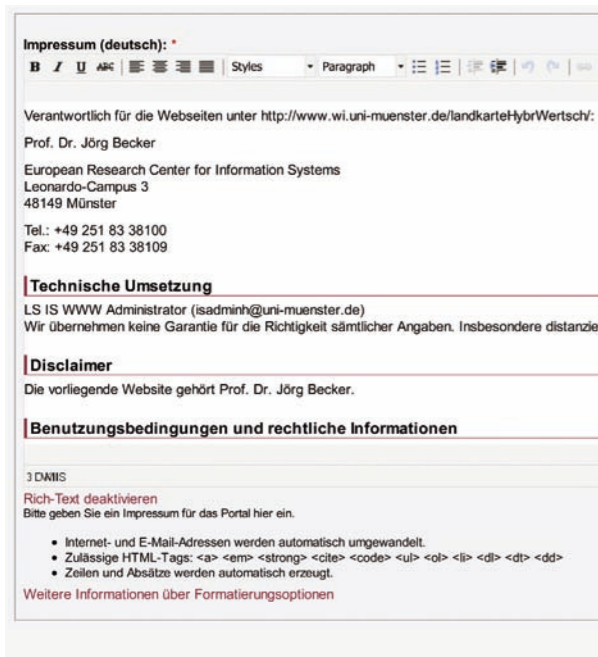 Impressum (deutsch): *
B I U ABC Styles Paragraph
Verantwortlich für die Webseiten unter http://www.wi.uni-muenster.de/landkarteHybrWertsch/:
Prof. Dr. Jörg Becker
European Research Center for Information Systems
Leonardo-Campus 3
48149 Münster
Tel.: +49 251 83 38100
Fax: +49 251 83 38109
Technische Umsetzung
LS IS WWW Administrator (isadminh@uni-muenster.de)
Wir übernehmen keine Garantie für die Richtigkeit sämtlicher Angaben. Insbesondere distanzie
Disclaimer
Die vorliegende Website gehört Prof. Dr. Jörg Becker.
Benutzungsbedingungen und rechtliche Informationen
Rich-Text deaktivieren
Bitte geben Sie ein Impressum für das Portal hier ein.
• Internet- und E-Mail-Adressen werden automatisch umgewandelt.
• Zulässige HTML-Tags: <a> <em> <strong> <cite> <code> <ul> <ol> <li> <dl> <dt> <dd>
• Zeilen und Absätze werden automatisch erzeugt.
Weitere Informationen über Formatierungsoptionen